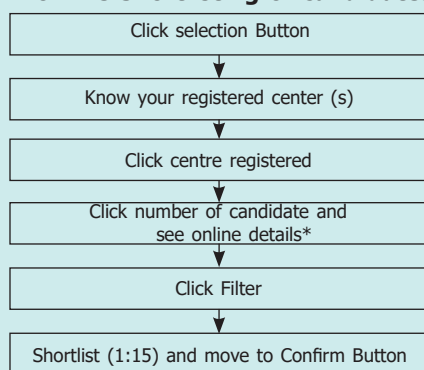 Click selection Button
Know your registered center (s)
Click centre registered
Click number of candidate and
see online details*
Click Filter
Shortlist (1:15) and move to Confirm Button